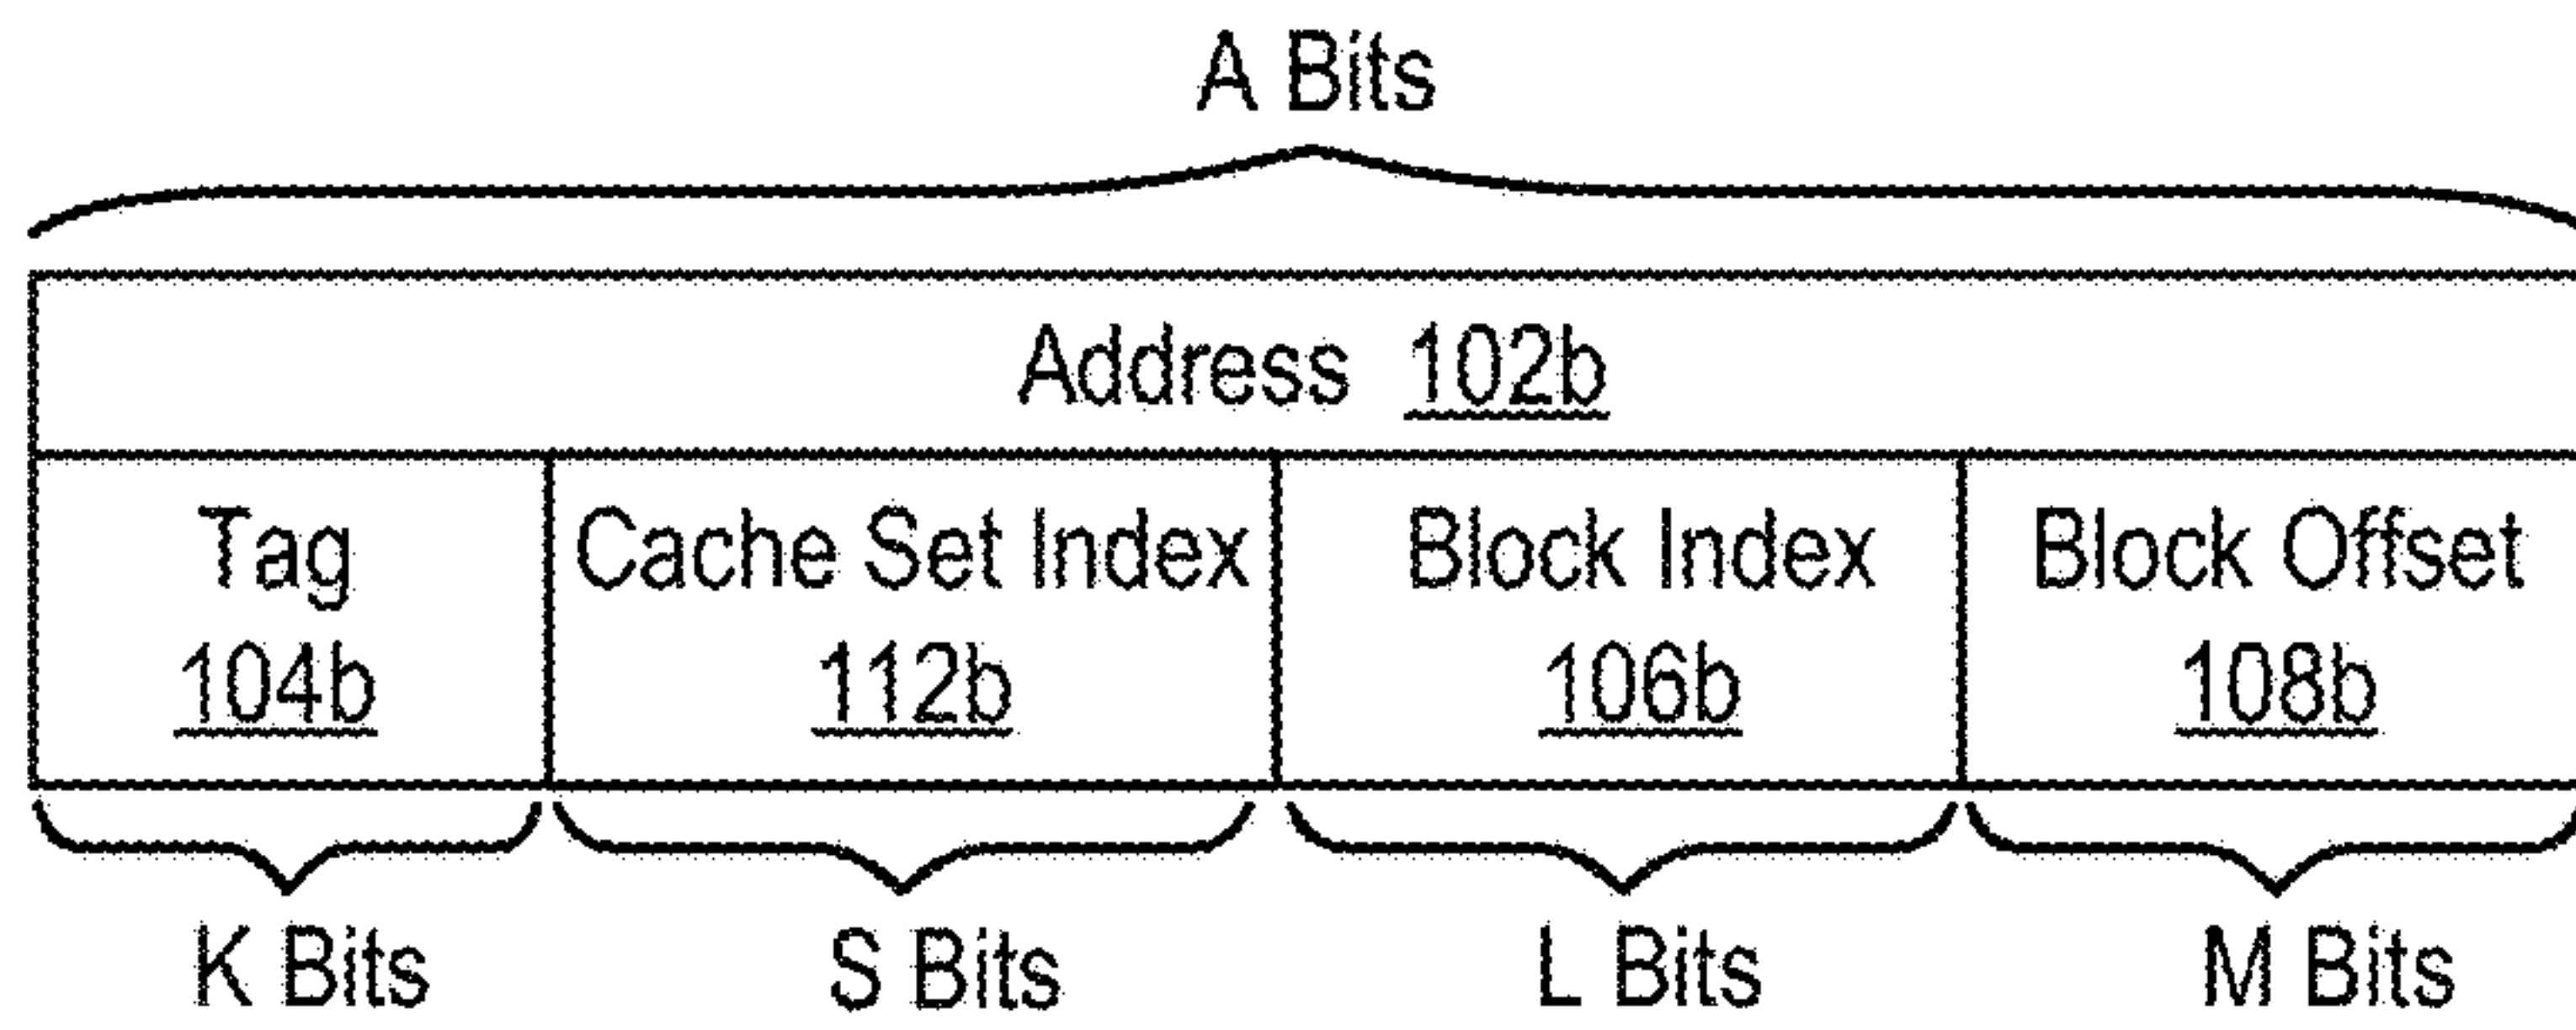 A Bits
Address 102b
Tag Cache Set Index Block Index Block Offset
104b 112b 106b 108b
K Bits S Bits L Bits M Bits